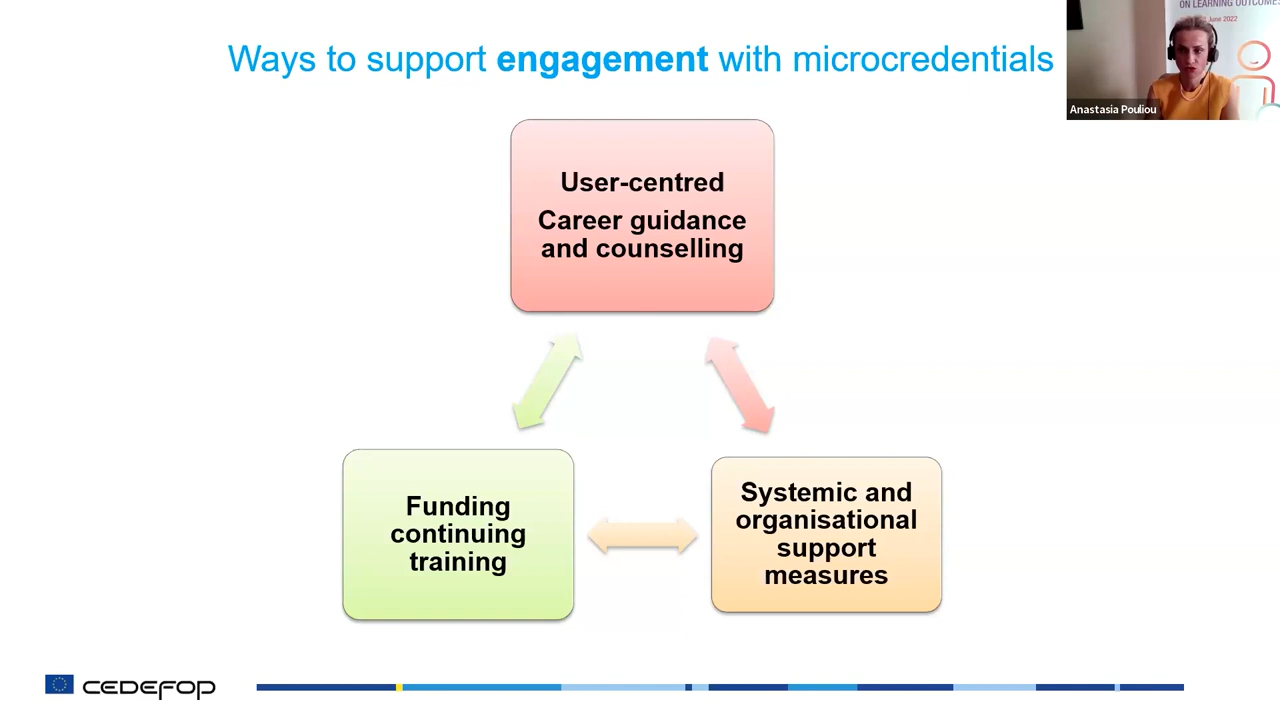 Ways to support engagement with microcredentials
ON LEARNING OUTCOMES
June 2022
Anastasia Pouliou
User-centred
Career guidance
and counselling
Funding
continuing
training
Systemic and
organisational
support
measures
CEDEFOP